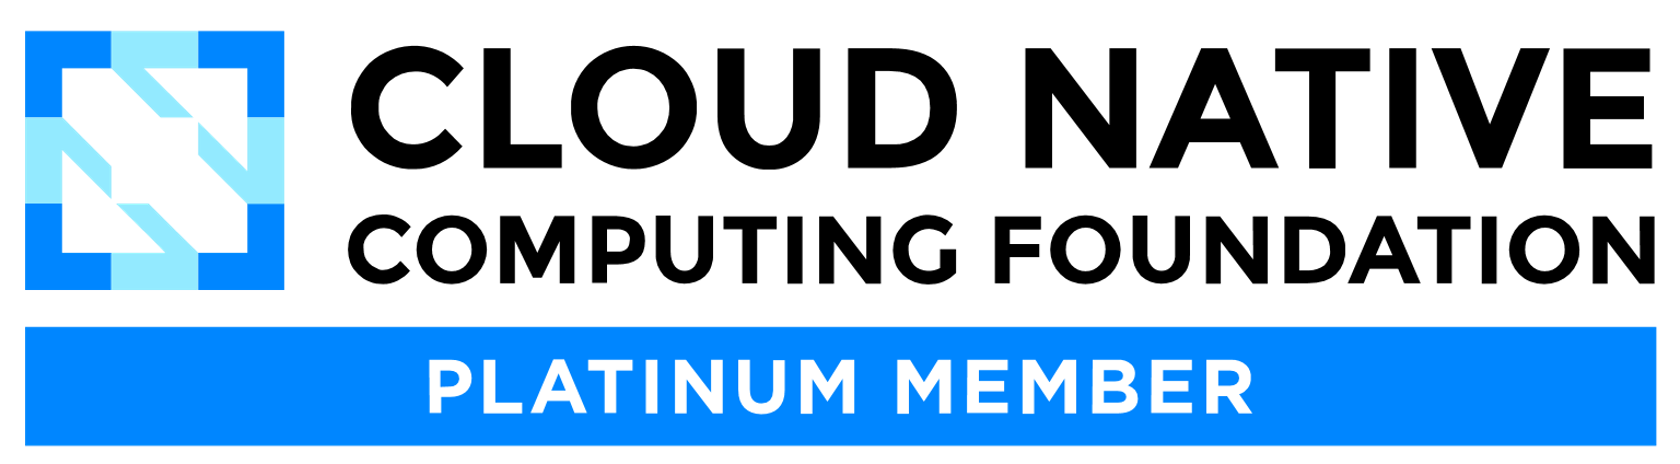 CLOUD NATIVE
COMPUTING FOUNDATION
PLATINUM MEMBER